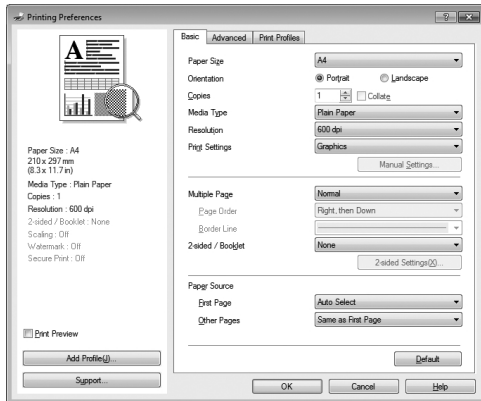 Printing Preferences
Basic Advanced Print Profiles
A
Paper Size : A4
210 x 297 mm
(8.3 x 11.7 in)
Media Type : Plain Paper
Copies : 1
Resolution : 600 dpi
2-sided / Booklet : None
Scaling : Off
Watermark : Off
Secure Print : Off
Print Preview
Add Profile(J)...
Support...
Paper Size A4
Orientation Portrait Landscape
Copies 1 Collate
Media Type Plain Paper
Resolution 600 dpi
Print Settings Graphics
Manual Settings...
Multiple Page Normal
Page Order Right, then Down
Border Line
2-sided / Booklet None
2-sided Settings(X)...
Paper Source
First Page Auto Select
Other Pages Same as First Page
Default
OK Cancel Help